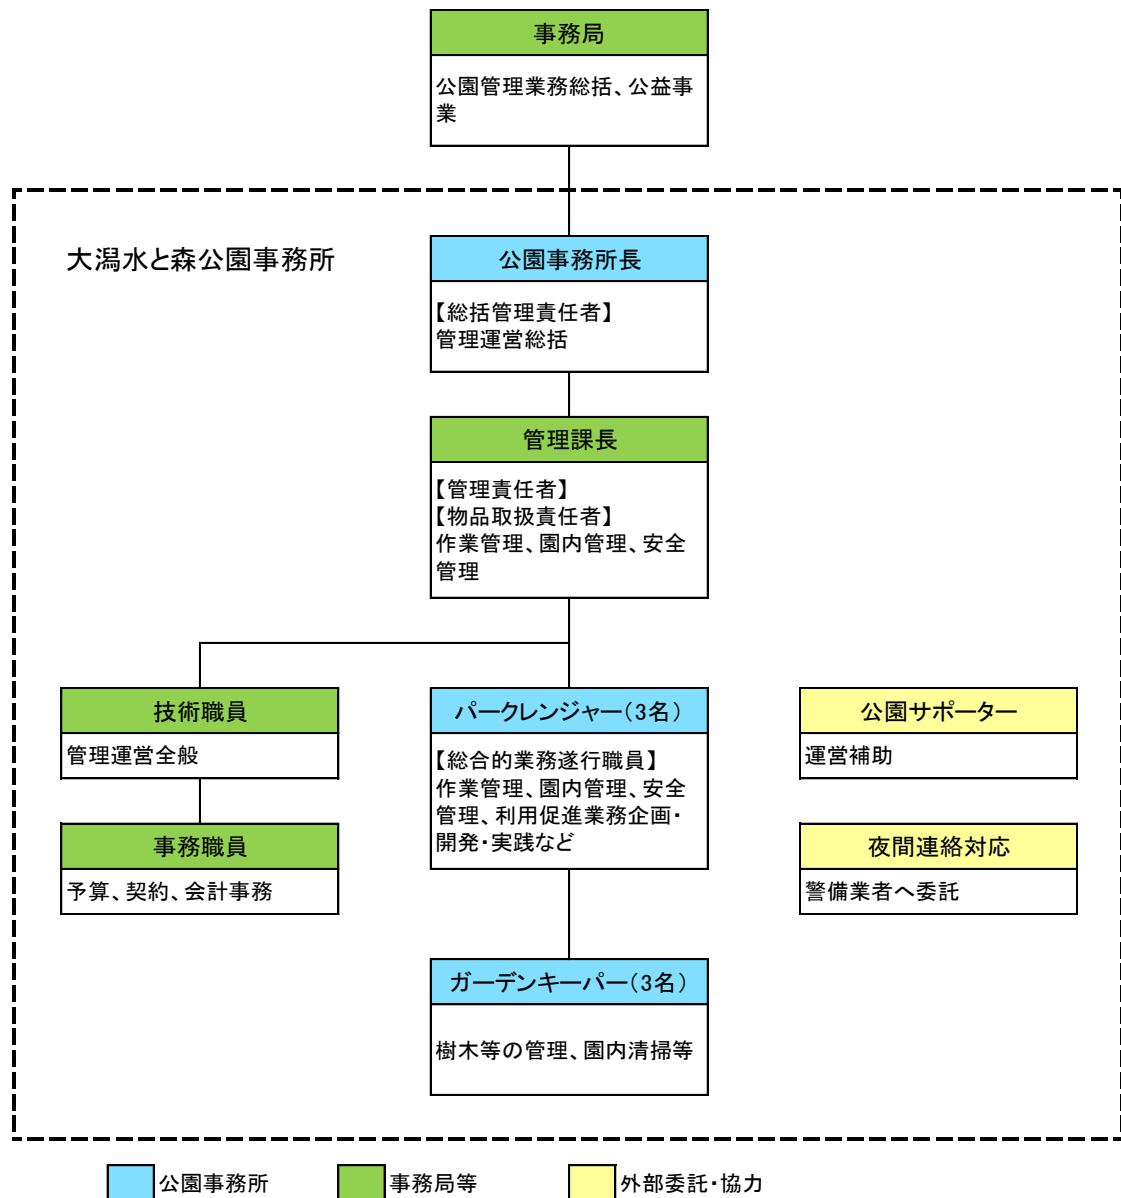 事務局
公園管理業務総括、公益事
業
大潟水と森公園事務所
公園事務所長
【総括管理責任者】
管理運営総括
管理課長
【管理責任者】
【物品取扱責任者】
作業管理、園内管理、安全
管理
技術職員
管理運営全般
事務職員
予算、契約、会計事務
パークレンジャー（3名）
【総合的業務遂行職員】
作業管理、園内管理、安全
管理、利用促進業務企画・
開発・実践など
ガーデンキーパー（3名）
樹木等の管理、園内清掃等
公園サポーター
運営補助
夜間連絡対応
警備業者へ委託
公園事務所
事務局等
外部委託・協力